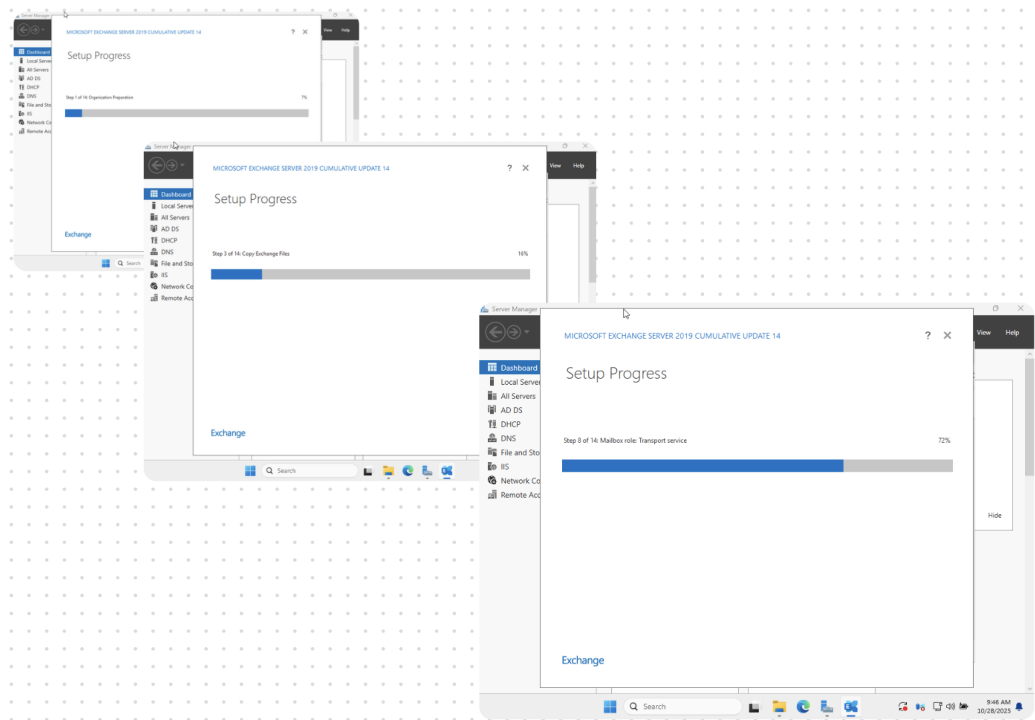 Server Manager
MICROSOFT EXCHANGE SERVER 2019 CUMULATIVE UPDATE 14
?
View Help
Setup Progress
Dashboard
Local Server
All Servers
AD DS
DHCP
DNS
File and Sto
IIS
Network Co
Remote Acc
Step 1 of 14: Organization Preparation 7%
Exchange
Search
Server Manager
MICROSOFT EXCHANGE SERVER 2019 CUMULATIVE UPDATE 14
?
View Help
Setup Progress
Dashboard
Local Server
All Servers
AD DS
DHCP
DNS
File and Sto
IIS
Network Co
Remote Acc
Step 3 of 14: Copy Exchange Files 16%
Exchange
Search
Server Manager
MICROSOFT EXCHANGE SERVER 2019 CUMULATIVE UPDATE 14
?
View Help
Setup Progress
Dashboard
Local Server
All Servers
AD DS
DHCP
DNS
File and Sto
IIS
Network Co
Remote Acc
Step 8 of 14: Mailbox role: Transport service 72%
Hide
Exchange
Search
9:46 AM
10/28/2025